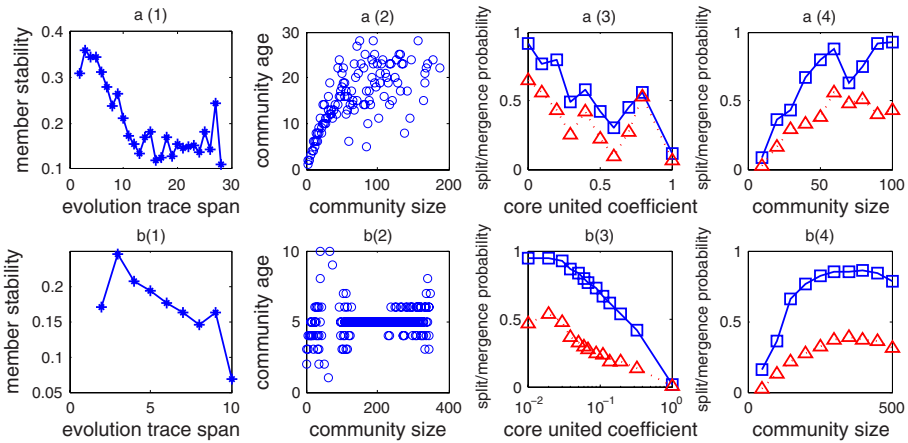 a (1)
a (2)
a (3)
a (4)
member stability
0.4
0.3
0.2
0.1
0 10 20 30
evolution trace span
community age
30
20
10
0
0 100 200
community size
split/mergence probability
1
0.5
0
0 0.5 1
core united coefficient
split/mergence probability
1
0.5
0
0 50 100
community size
b(1)
b(2)
b(3)
b(4)
member stability
0.25
0.15
0.05
0 5 10
evolution trace span
community age
10
5
0
0 200 400
community size
split/mergence probability
1
0.5
0
10⁻² 10⁻¹ 10⁰
core united coefficient
split/mergence probability
1
0.5
0
0 500
community size